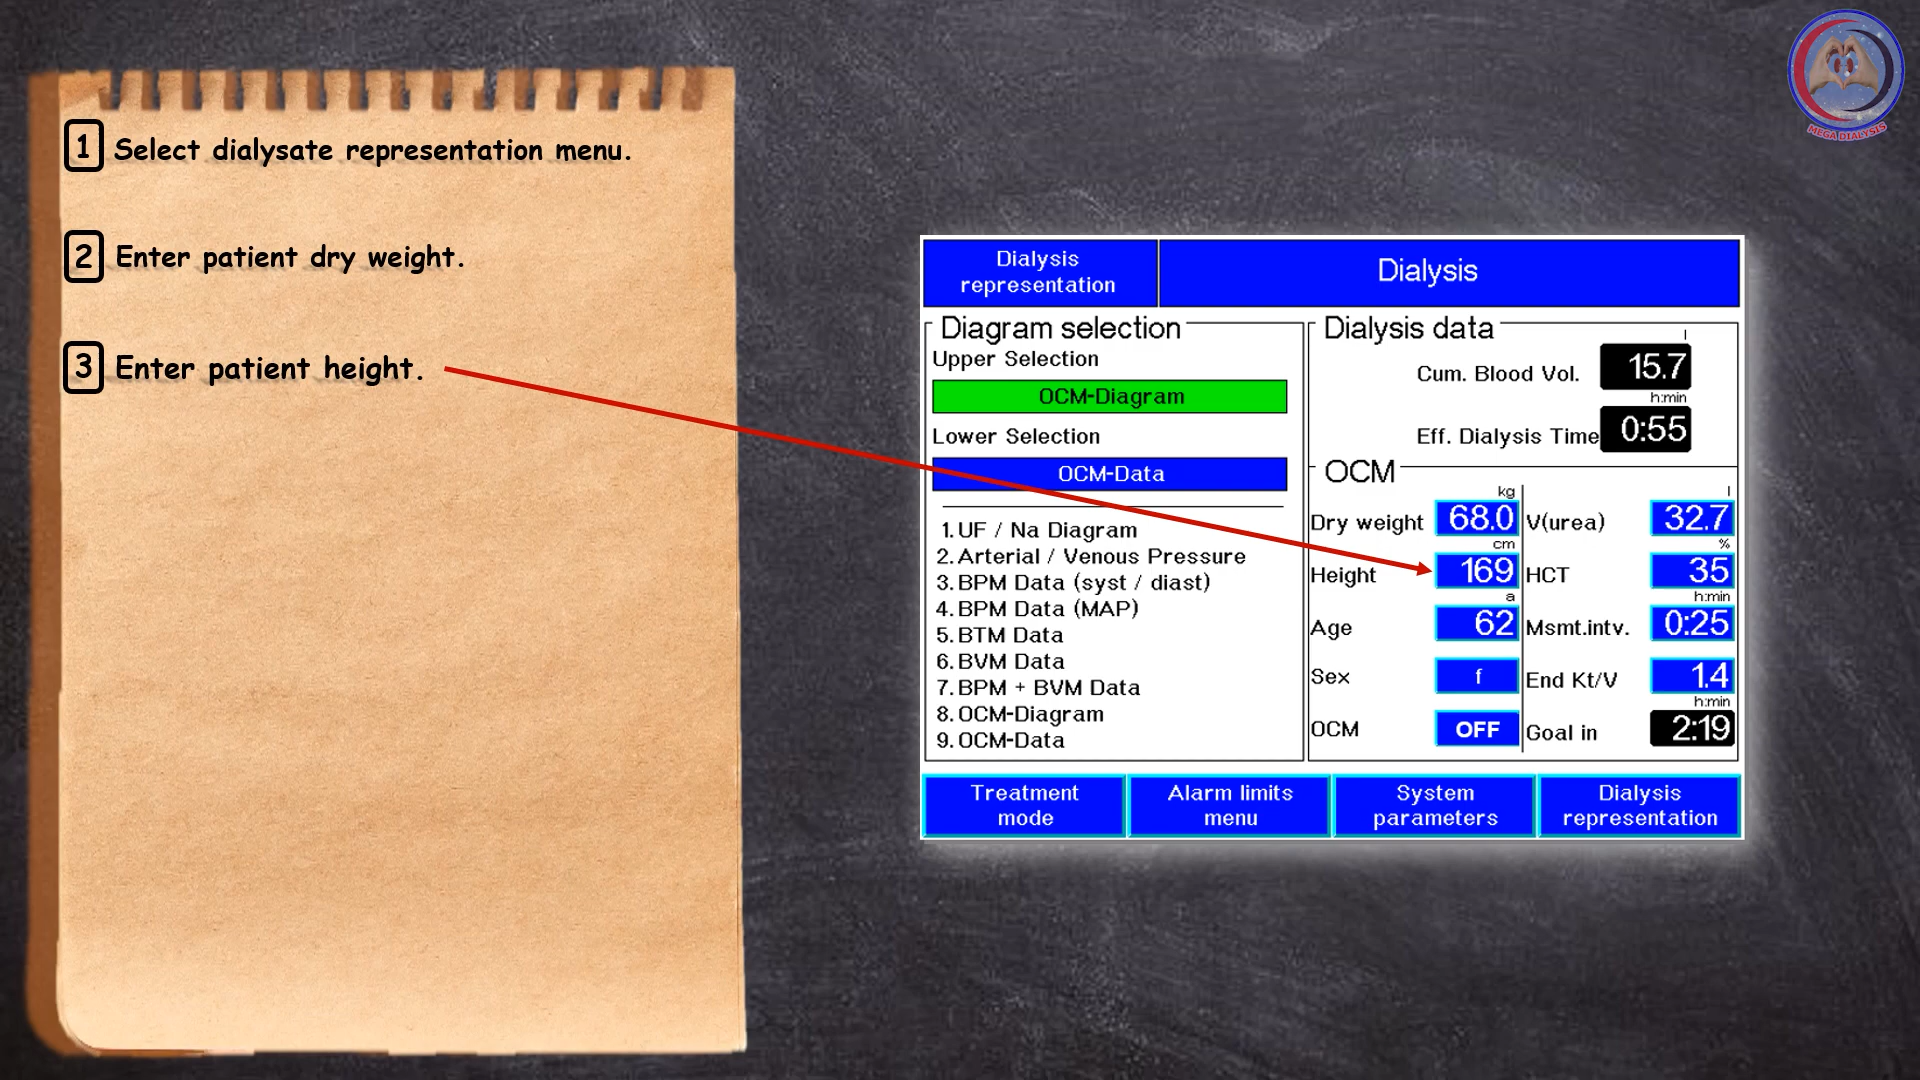 1 Select dialysate representation menu.
2 Enter patient dry weight.
3 Enter patient height.
MEGA DIALYSIS
Dialysis
representation
Dialysis
Diagram selection
Upper Selection
OCM-Diagram
Lower Selection
OCM-Data
1. UF / Na Diagram
2. Arterial / Venous Pressure
3. BPM Data (syst / diast)
4. BPM Data (MAP)
5. BTM Data
6. BVM Data
7. BPM + BVM Data
8. OCM-Diagram
9. OCM-Data
Dialysis data
l
Cum. Blood Vol. 15.7
h:min
Eff. Dialysis Time 0:55
OCM
kg
Dry weight 68.0
cm
Height 169
a
Age 62
Sex f
OCM OFF
l
V(urea) 32.7
%
HCT 35
h:min
Msmt.intv. 0:25
End Kt/V 1.4
h:min
Goal in 2:19
Treatment
mode
Alarm limits
menu
System
parameters
Dialysis
representation